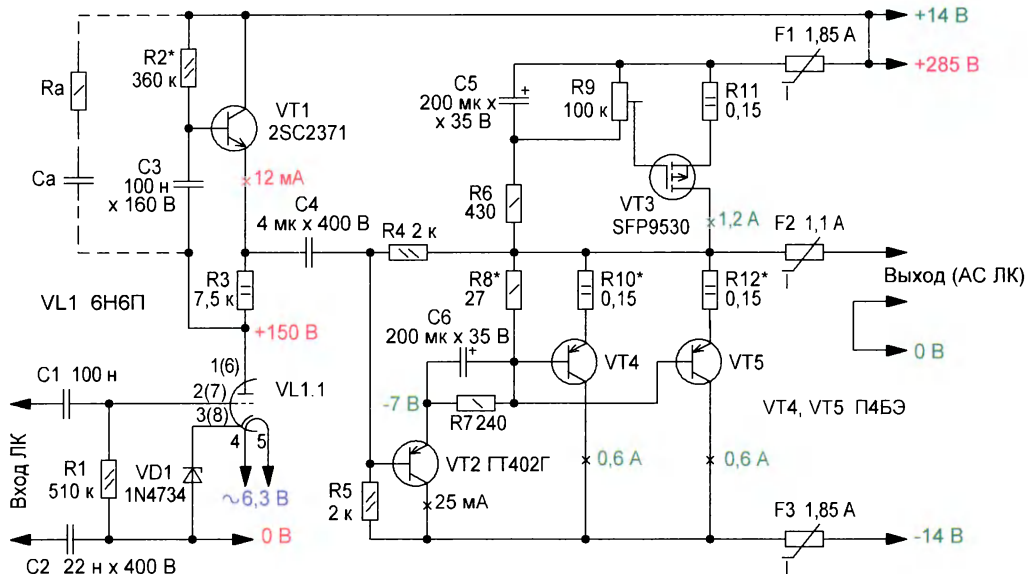 +14 В
F1 1,85 А
+285 В
R2*
360 к
Ra
Ca
VT1
2SC2371
C3
100 н
х 160 В
12 мА
C4
4 мк х 400 В
C5
200 мк х
х 35 В
+
R9
100 к
R11
0,15
R6
430
VT3
SFP9530
1,2 А
F2 1,1 А
R4 2 к
R3
7,5 к
VL1 6Н6П
+150 В
R8*
27
R10*
0,15
R12*
0,15
Выход (АС ЛК)
0 В
C6
200 мк х 35 В
+
VT4
VT5
VT4, VT5 П4БЭ
C1 100 н
1(6)
2(7)
3(8)
4
5
VL1.1
-7 В
R7 240
VT2 ГТ402Г
0,6 А
0,6 А
Вход ЛК
R1
510 к
VD1
1N4734
~6,3 В
0 В
R5
2 к
25 мА
F3 1,85 А
-14 В
C2 22 н х 400 В